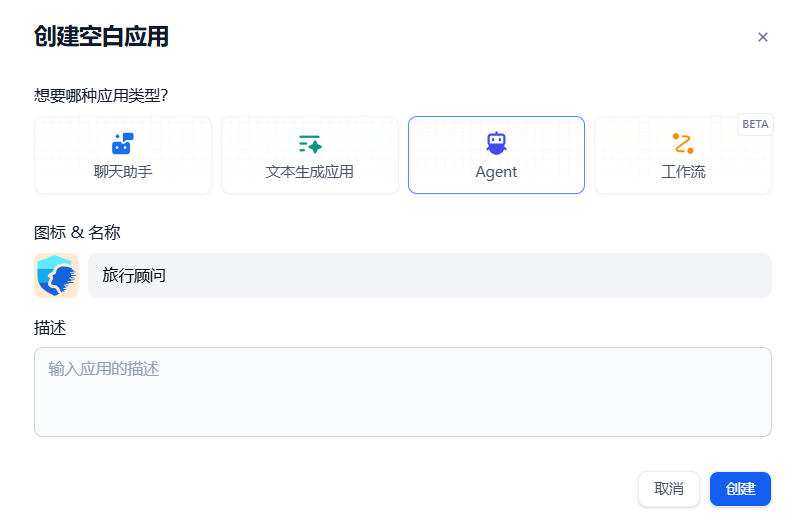 创建空白应用
想要哪种应用类型?
BETA
聊天助手
文本生成应用
Agent
工作流
图标 & 名称
旅行顾问
描述
输入应用的描述
取消
创建